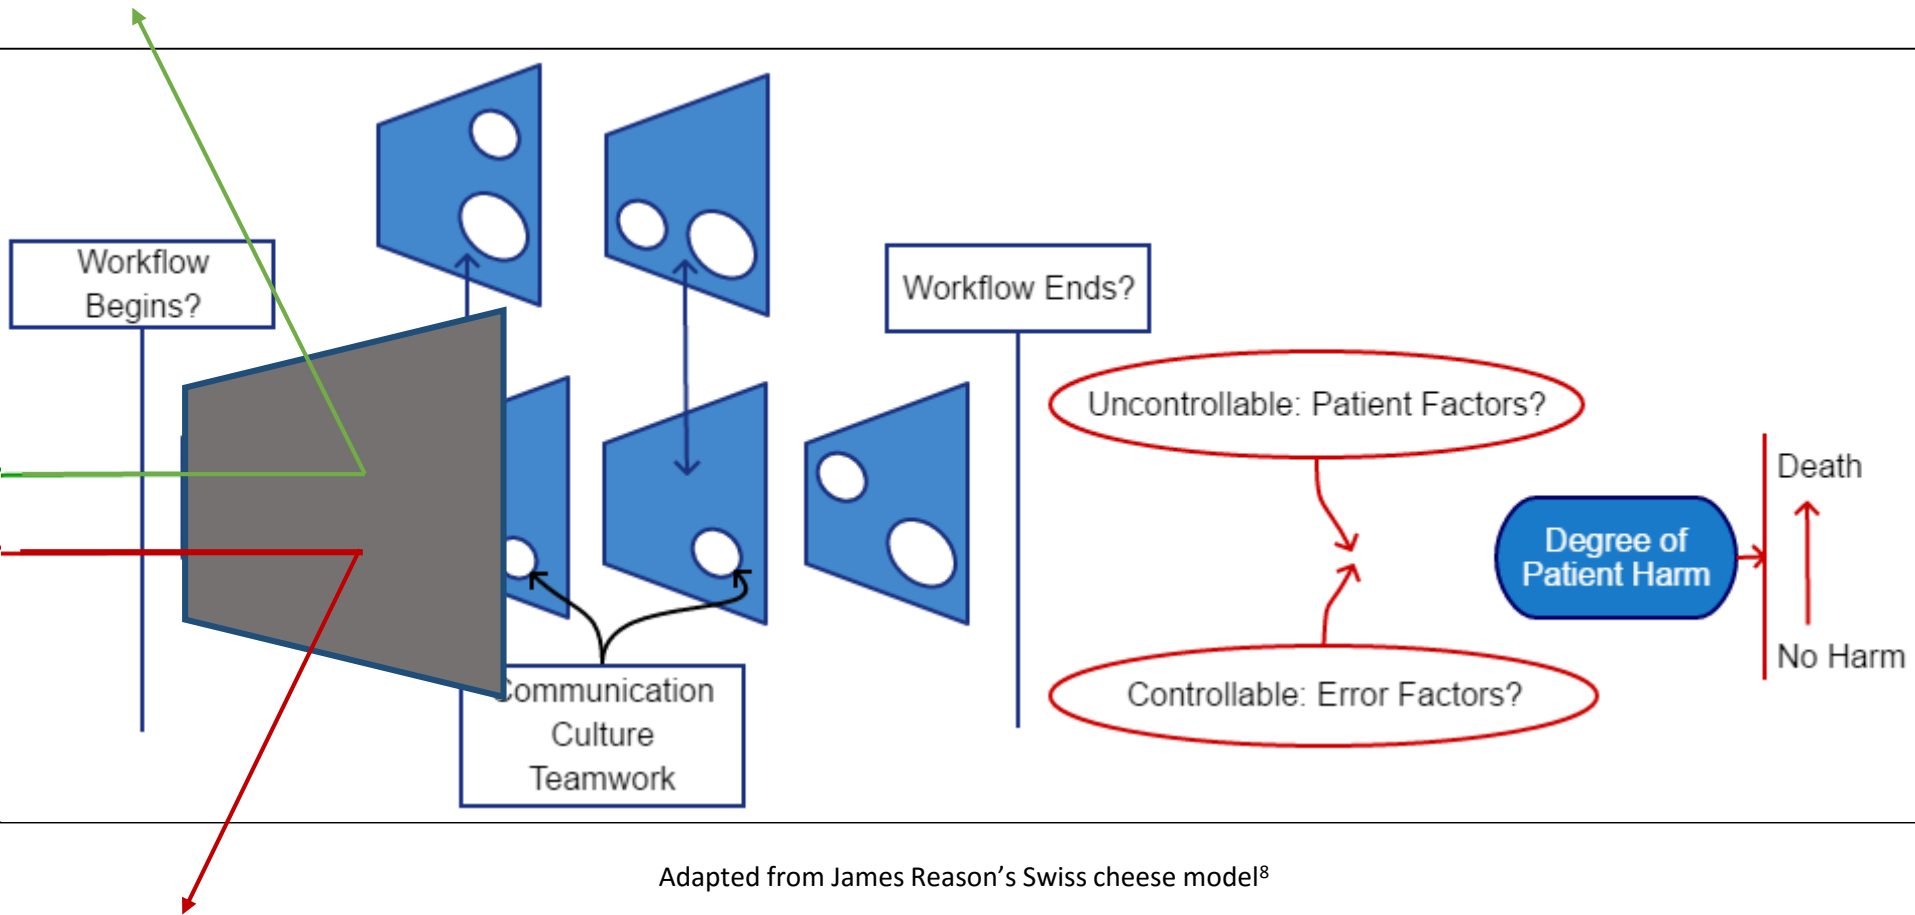 Workflow
Begins?
Workflow Ends?
Uncontrollable: Patient Factors?
Death
Degree of
Patient Harm
No Harm
Controllable: Error Factors?
Communication
Culture
Teamwork
Adapted from James Reason’s Swiss cheese model⁸